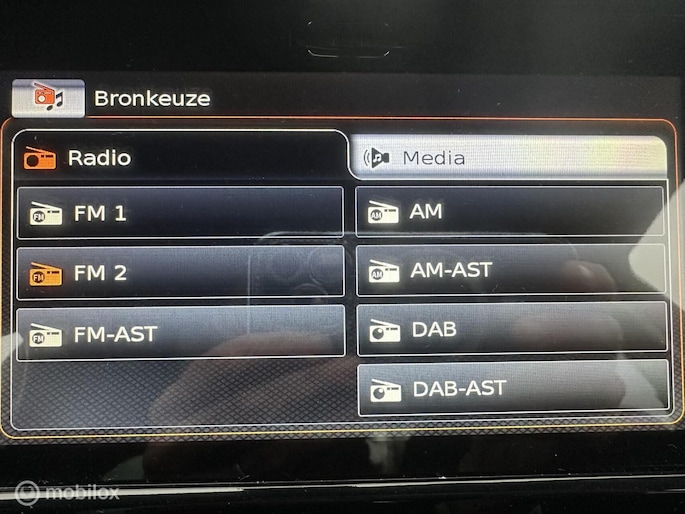 Bronkeuze
Radio
Media
FM 1
AM
FM 2
AM-AST
FM-AST
DAB
DAB-AST
© mobilox